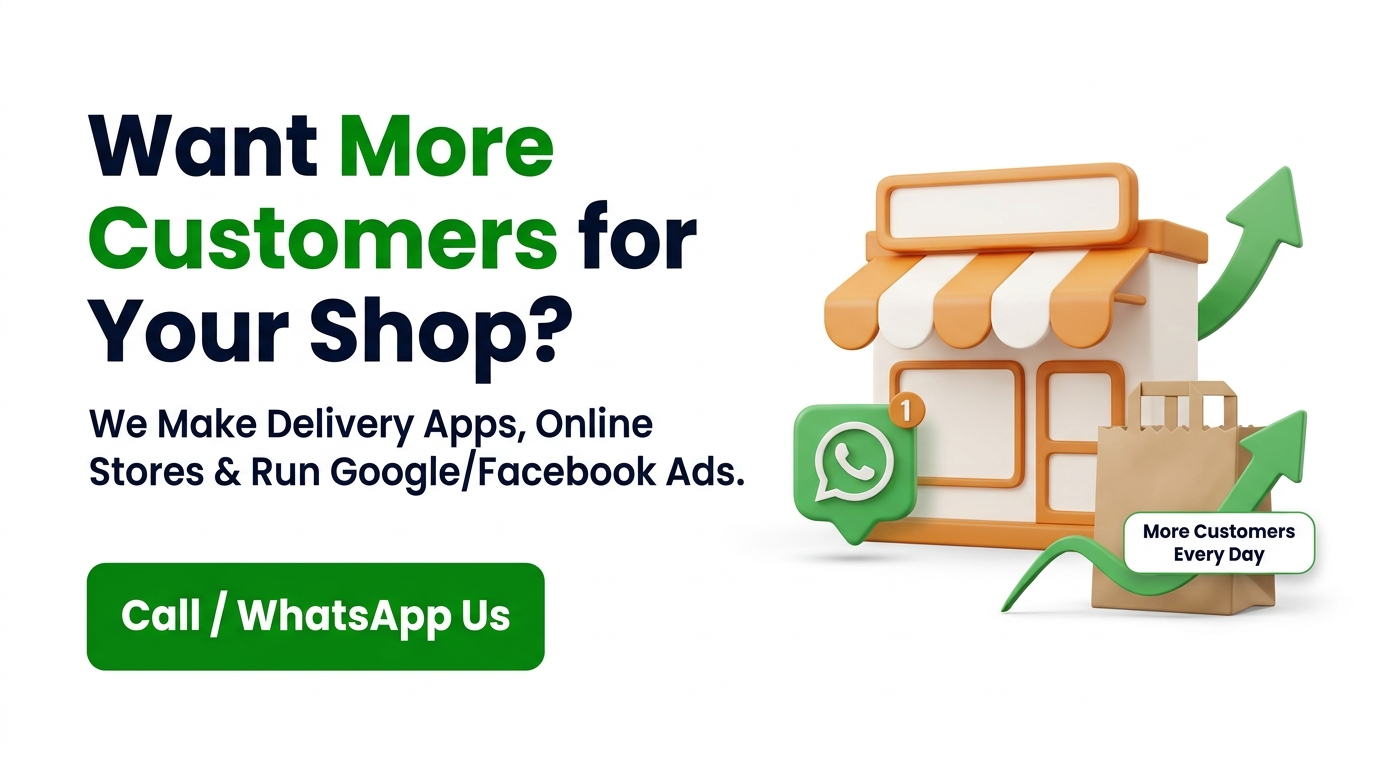 Want More
Customers for
Your Shop?
We Make Delivery Apps, Online
Stores & Run Google/Facebook Ads.
Call / WhatsApp Us
1
More Customers
Every Day